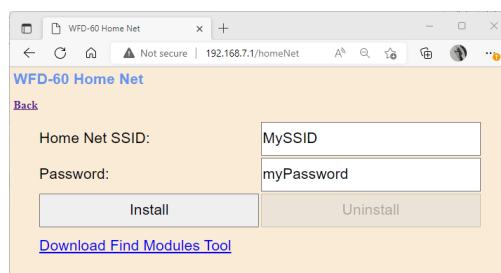 WFD-60 Home Net
Not secure 192.168.7.1/homeNet
WFD-60 Home Net
Back
Home Net SSID: MySSID
Password: myPassword
Install Uninstall
Download Find Modules Tool